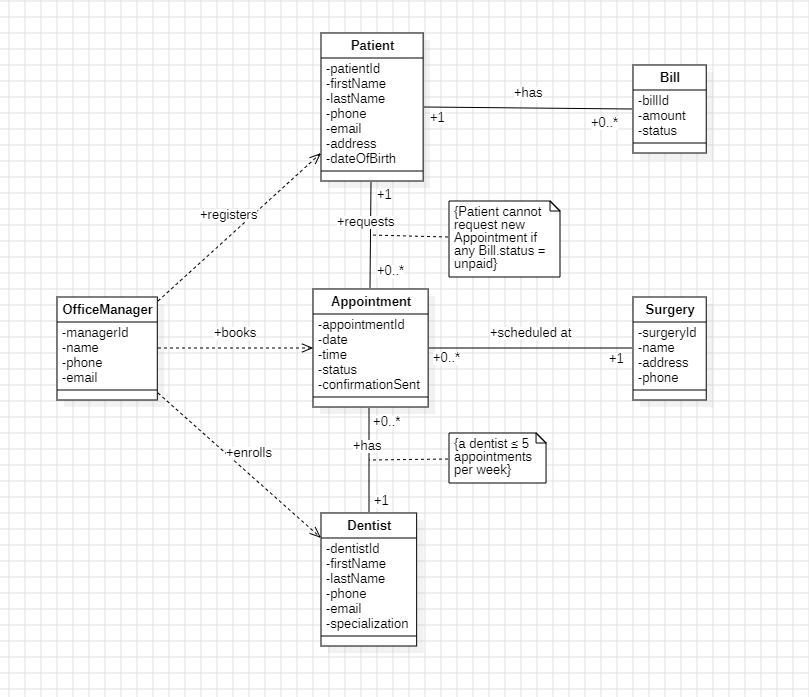 Patient
-patientId
-firstName
-lastName
-phone
-email
-address
-dateOfBirth
+has
+1
+0..*
Bill
-billId
-amount
-status
+registers
+1
+requests
+0..*
{Patient cannot
request new
Appointment if
any Bill.status =
unpaid}
OfficeManager
-managerId
-name
-phone
-email
+books
Appointment
-appointmentId
-date
-time
-status
-confirmationSent
+scheduled at
+0..*
+1
Surgery
-surgeryId
-name
-address
-phone
+enrolls
+0..*
+has
+1
{a dentist ≤ 5
appointments
per week}
Dentist
-dentistId
-firstName
-lastName
-phone
-email
-specialization